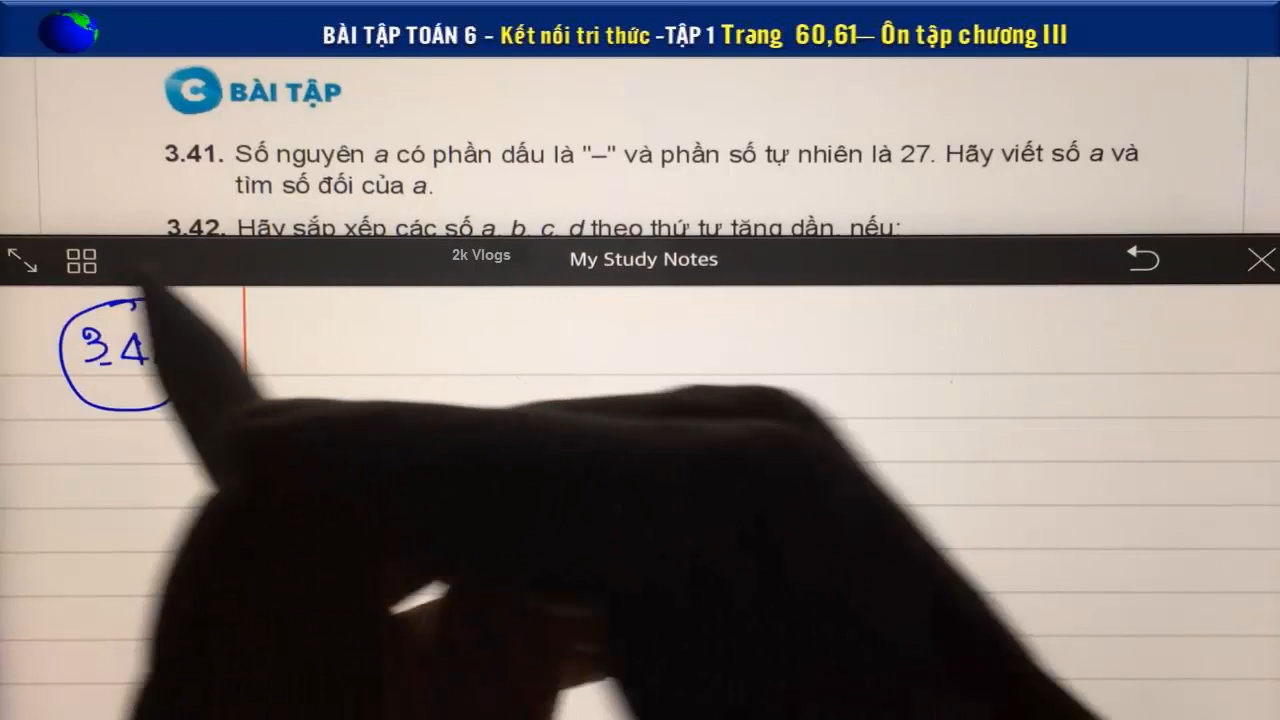 BÀI TẬP TOÁN 6 - Kết nối tri thức -TẬP 1 Trang 60,61– Ôn tập chương III
C BÀI TẬP
3.41. Số nguyên a có phần dấu là "–" và phần số tự nhiên là 27. Hãy viết số a và
tìm số đối của a.
3.42. Hãy sắp xếp các số a, b, c, d theo thứ tự tăng dần, nếu:
2k Vlogs My Study Notes
3.4